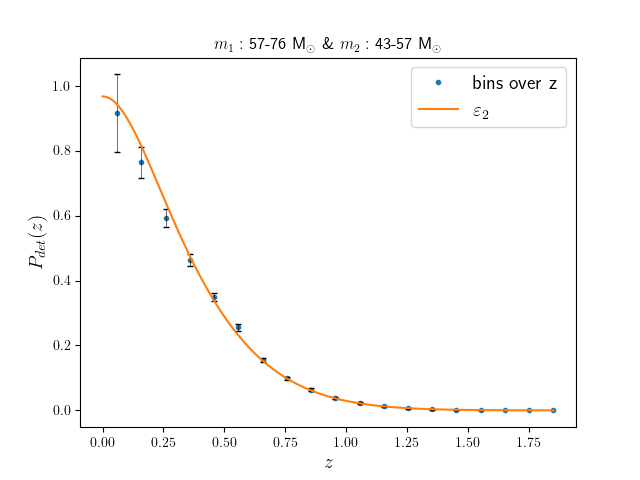 m₁ : 57-76 M☉ & m₂ : 43-57 M☉
bins over z
ε₂
P_det(z)
1.0
0.8
0.6
0.4
0.2
0.0
0.00 0.25 0.50 0.75 1.00 1.25 1.50 1.75
z